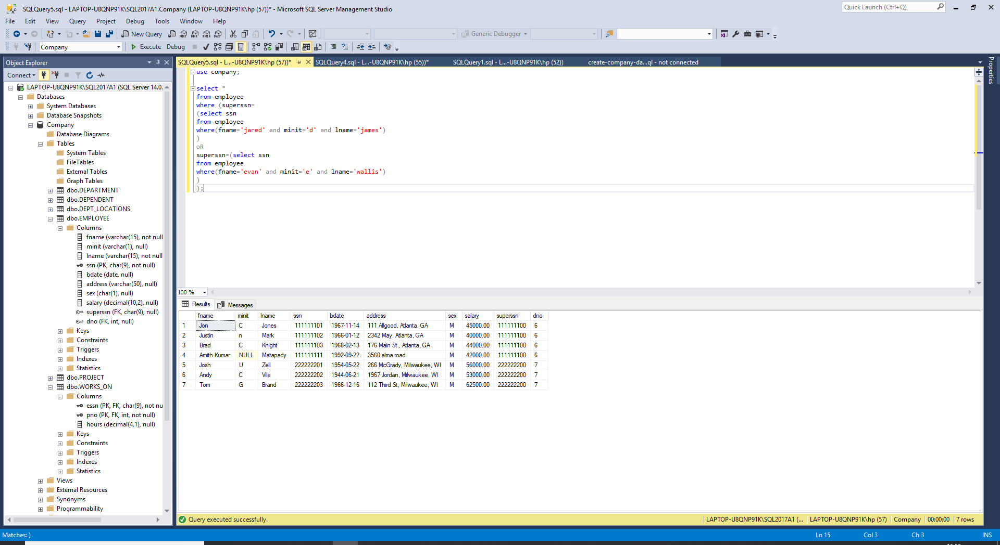 SQLQuery5.sql - LAPTOP-U8QNP91K\SQL2017A1.Company (LAPTOP-U8QNP91K\hp (57))* - Microsoft SQL Server Management Studio
Quick Launch (Ctrl+Q)
File Edit View Query Project Debug Tools Window Help
New Query MDX DMX XMLA DAX Generic Debugger
Company Execute Debug
Object Explorer
Connect
LAPTOP-U8QNP91K\SQL2017A1 (SQL Server 14.0.
Databases
System Databases
Database Snapshots
Company
Database Diagrams
Tables
System Tables
FileTables
External Tables
Graph Tables
dbo.DEPARTMENT
dbo.DEPENDENT
dbo.DEPT_LOCATIONS
dbo.EMPLOYEE
Columns
fname (varchar(15), not null
minit (varchar(1), null)
lname (varchar(15), not null
ssn (PK, char(9), not null)
bdate (date, null)
address (varchar(50), null)
sex (char(1), null)
salary (decimal(10,2), null)
superssn (FK, char(9), null)
dno (FK, int, null)
Keys
Constraints
Triggers
Indexes
Statistics
dbo.PROJECT
dbo.WORKS_ON
Columns
essn (PK, FK, char(9), not nu
pno (PK, FK, int, not null)
hours (decimal(4,1), null)
Keys
Constraints
Triggers
Indexes
Statistics
Views
External Resources
Synonyms
Programmability
SQLQuery5.sql - L...-U8QNP91K\hp (57))* SQLQuery4.sql - L...-U8QNP91K\hp (55))* SQLQuery1.sql - L...-U8QNP91K\hp (52)) create-company-da...ql - not connected
Properties
use company;
select *
from employee
where (superssn=
(select ssn
from employee
where(fname='jared' and minit='d' and lname='james')
)
oR
superssn=(select ssn
from employee
where(fname='evan' and minit='e' and lname='wallis')
)
);
100 %
Results Messages
fname minit lname ssn bdate address sex salary superssn dno
1 Jon C Jones 111111101 1967-11-14 111 Allgood, Atlanta, GA M 45000.00 111111100 6
2 Justin n Mark 111111102 1966-01-12 2342 May, Atlanta, GA M 40000.00 111111100 6
3 Brad C Knight 111111103 1968-02-13 176 Main St., Atlanta, GA M 44000.00 111111100 6
4 Amith Kumar NULL Matapady 111111111 1992-09-22 3560 alma road M 42000.00 111111100 6
5 Josh U Zell 222222201 1954-05-22 266 McGrady, Milwaukee, WI M 56000.00 222222200 7
6 Andy C Vile 222222202 1944-06-21 1967 Jordan, Milwaukee, WI M 53000.00 222222200 7
7 Tom G Brand 222222203 1966-12-16 112 Third St, Milwaukee, WI M 62500.00 222222200 7
Query executed successfully. LAPTOP-U8QNP91K\SQL2017A1 (... LAPTOP-U8QNP91K\hp (57) Company 00:00:00 7 rows
Matches: ) Ln 15 Col 3 Ch 3 INS